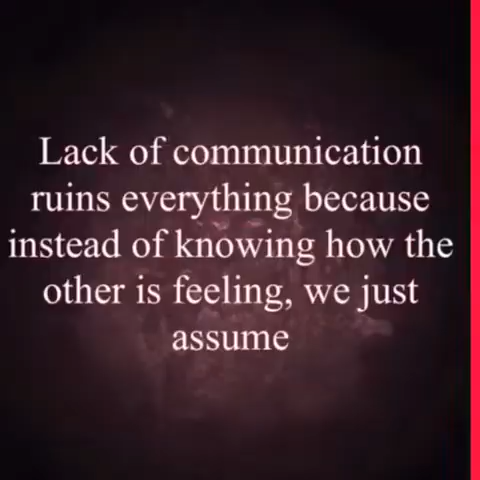 Lack of communication
ruins everything because
instead of knowing how the
other is feeling, we just
assume